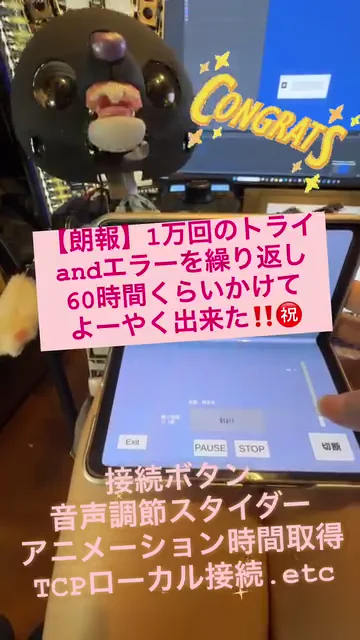 CONGRATS
【朗報】1万回のトライ
andエラーを繰り返し
60時間くらいかけて
よーやく出来た‼️㊗️
Start
Exit
PAUSE
STOP
切断
接続ボタン
音声調節スタイダー
アニメーション時間取得
TCPローカル接続.etc